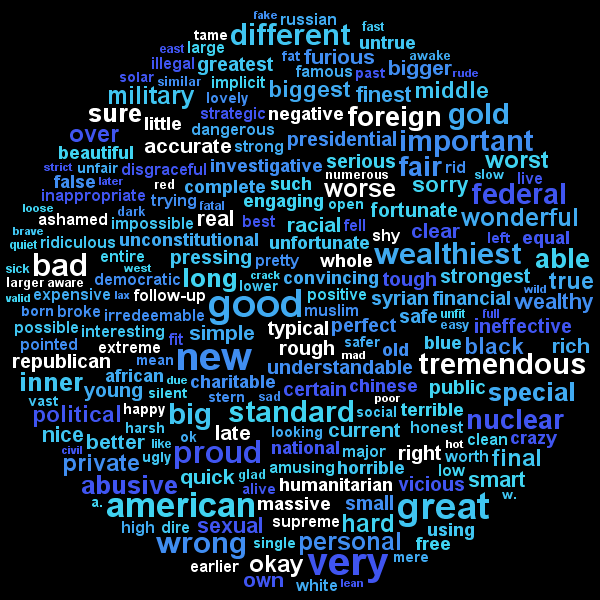 fake russian
tame different fast
east large untrue
illegal greatest fat furious awake
solar similar implicit famous past bigger rude
military lovely biggest finest middle
sure little strategic negative foreign gold
over accurate dangerous strong presidential important
beautiful serious worst
strict unfair disgraceful investigative numerous fair rid slow
false later trying red complete such worse sorry federal live
inappropriate fatal engaging open fortunate wonderful
loose ashamed dark impossible real best racial fell shy clear left equal
brave
quiet ridiculous unconstitutional unfortunate wealthiest able
entire pressing pretty whole
sick bad west long crack convincing tough strongest true
larger aware democratic lower wild
valid expensive lax follow-up good positive syrian financial wealthy
born broke irredeemable muslim safe unfit full
possible interesting fit simple typical perfect easy ineffective
pointed extreme new rough safer old blue black rich
republican mean mad understandable tremendous
inner african due charitable certain chinese public special
young silent stern sad poor
vast political happy big standard social terrible nuclear
nice harsh late looking current honest
better like ok proud national right clean crazy
civil ugly major hot worth final
private quick glad amusing horrible low
abusive alive humanitarian vicious smart
a. american massive great w.
high dire sexual supreme hard small using
wrong single personal free
earlier okay very mere
own white lean